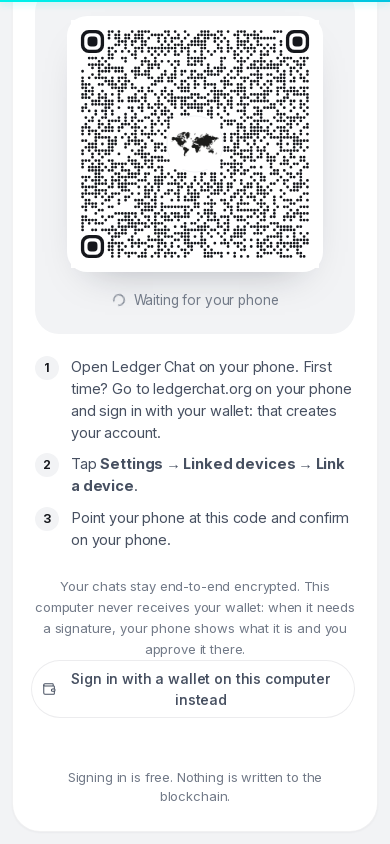 Waiting for your phone
1 Open Ledger Chat on your phone. First
time? Go to ledgerchat.org on your phone
and sign in with your wallet: that creates
your account.
2 Tap Settings → Linked devices → Link
a device.
3 Point your phone at this code and confirm
on your phone.
Your chats stay end-to-end encrypted. This
computer never receives your wallet: when it needs
a signature, your phone shows what it is and you
approve it there.
Sign in with a wallet on this computer
instead
Signing in is free. Nothing is written to the
blockchain.